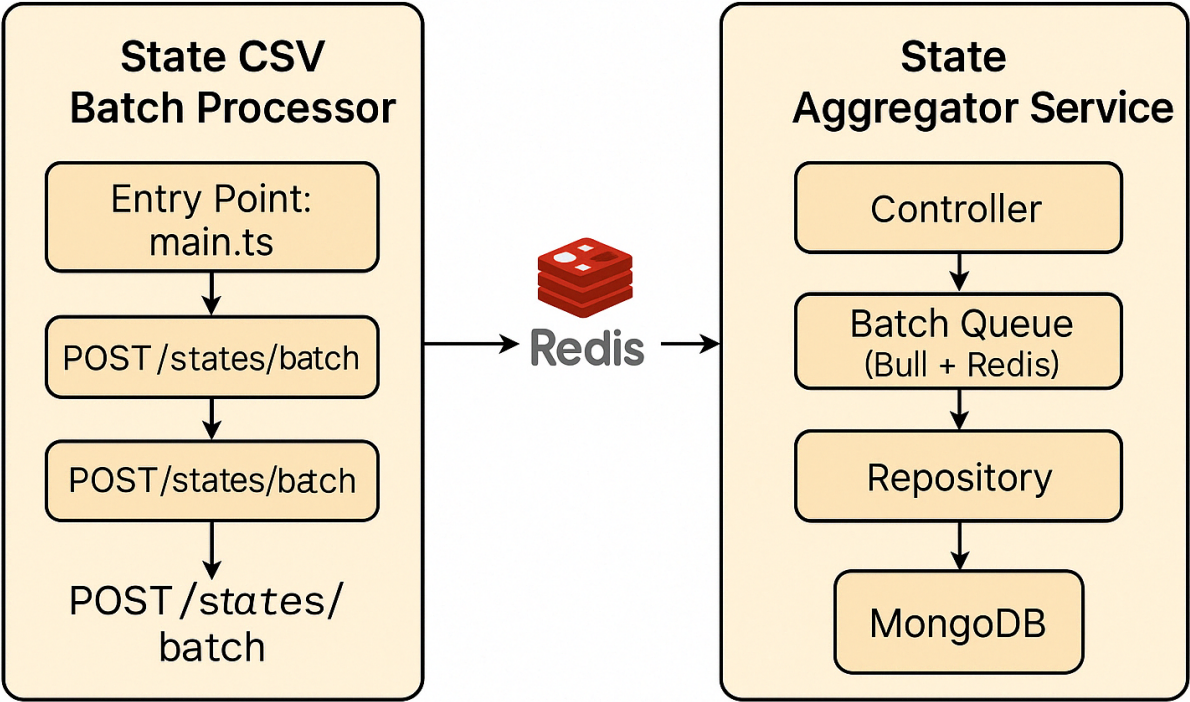 State CSV
Batch Processor
Entry Point:
main.ts
POST/states/batch
POST/states/batch
POST/states/
batch
Redis
State
Aggregator Service
Controller
Batch Queue
(Bull + Redis)
Repository
MongoDB